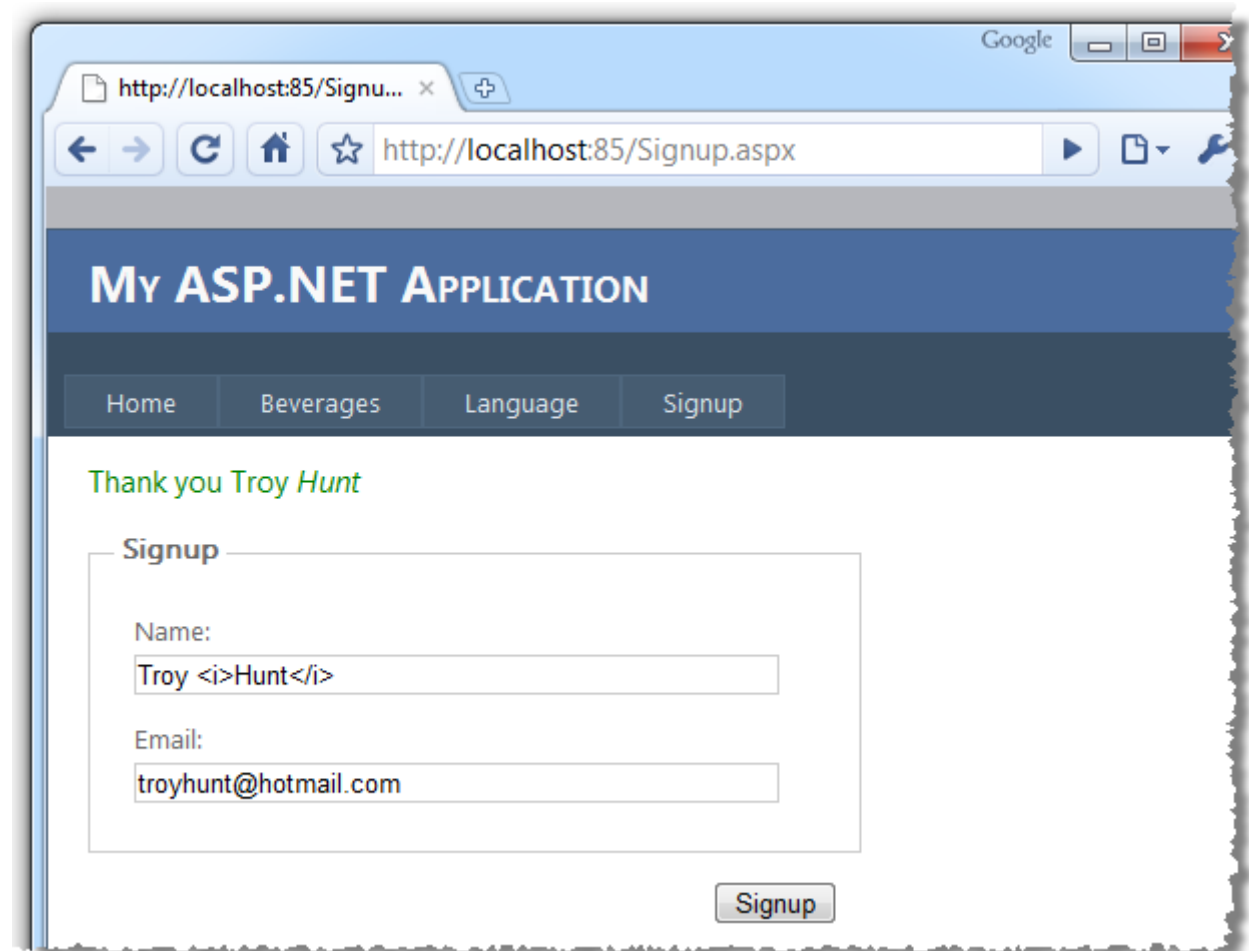 Google
http://localhost:85/Signu...
http://localhost:85/Signup.aspx
My ASP.NET Application
Home Beverages Language Signup
Thank you Troy Hunt
Signup
Name:
Troy <i>Hunt</i>
Email:
troyhunt@hotmail.com
Signup